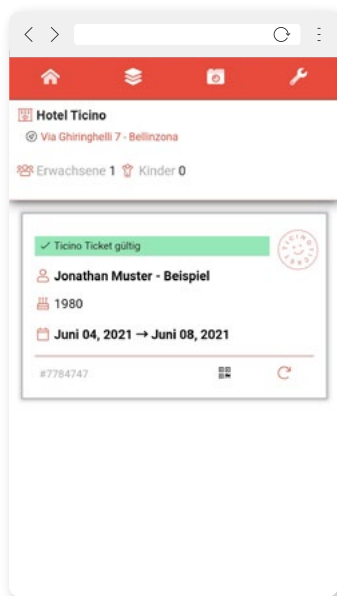 Hotel Ticino
Via Ghiringhelli 7 - Bellinzona
Erwachsene 1 Kinder 0
✓ Ticino Ticket gültig
Jonathan Muster - Beispiel
1980
Juni 04, 2021 → Juni 08, 2021
#7784747